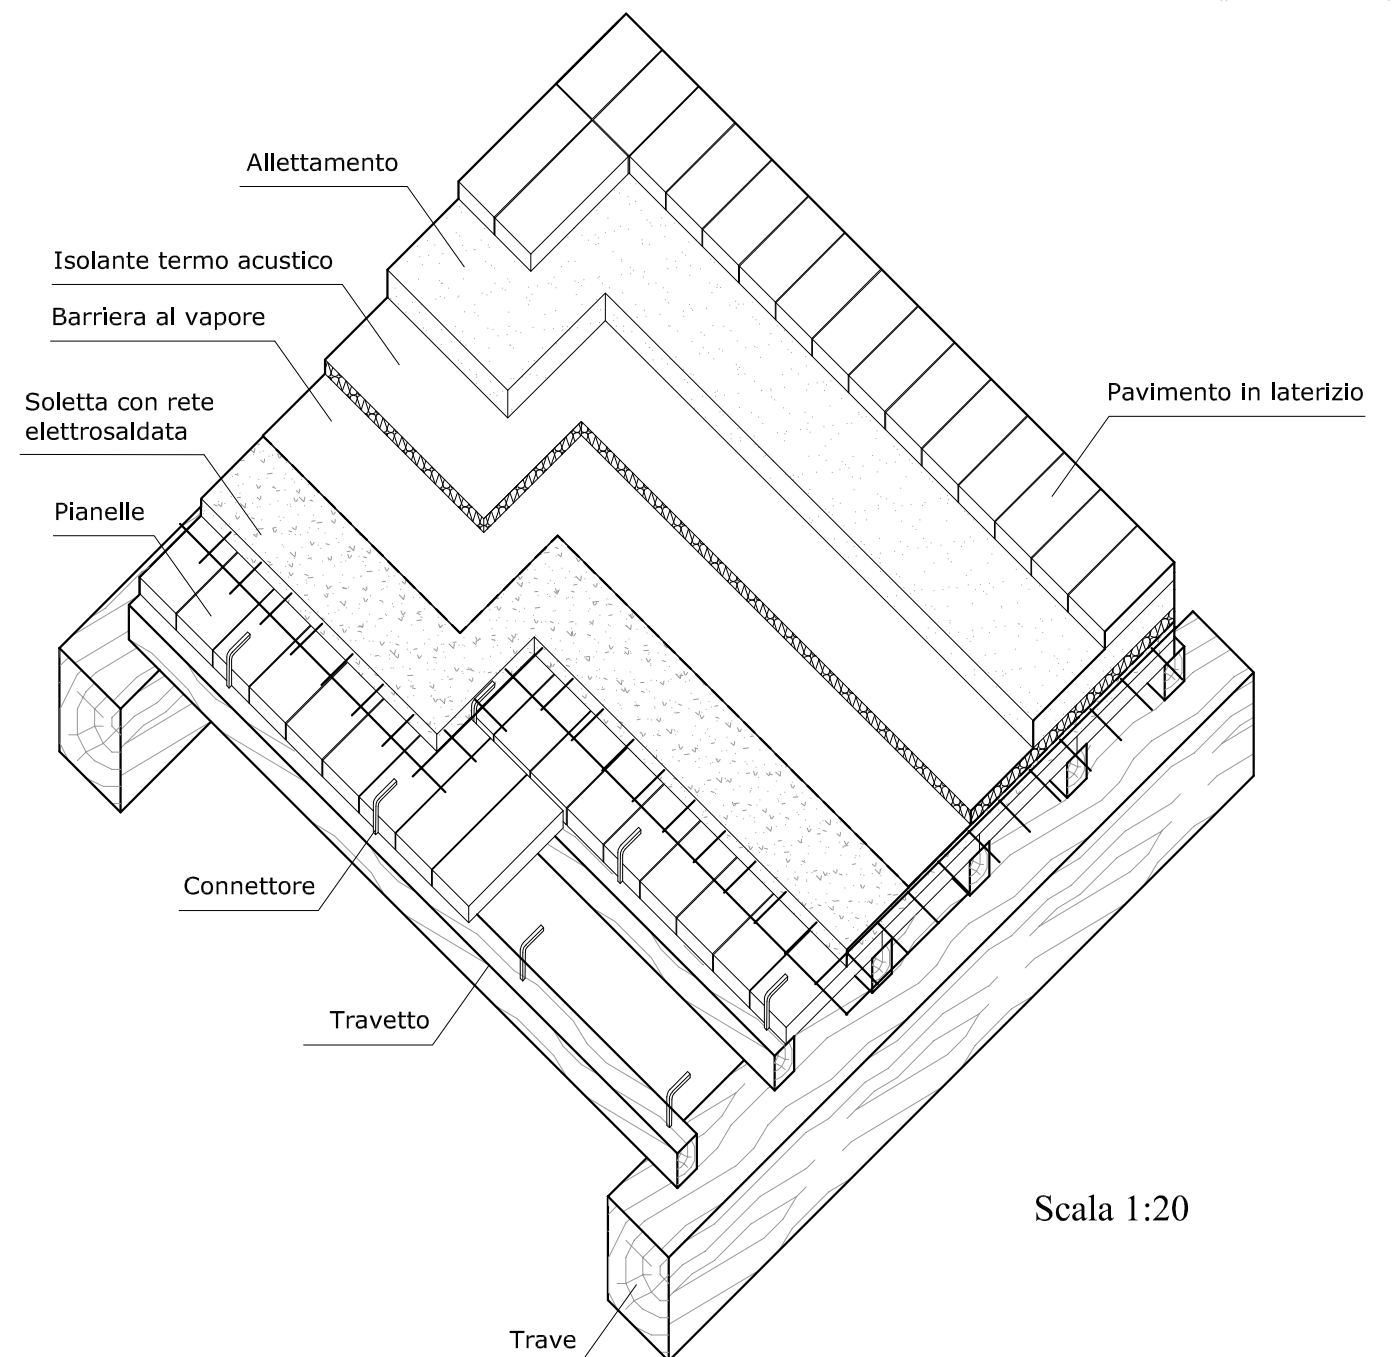 Allettamento
Isolante termo acustico
Barriera al vapore
Soletta con rete
elettrosaldata
Pavimento in laterizio
Pianelle
Connettore
Travetto
Scala 1:20
Trave